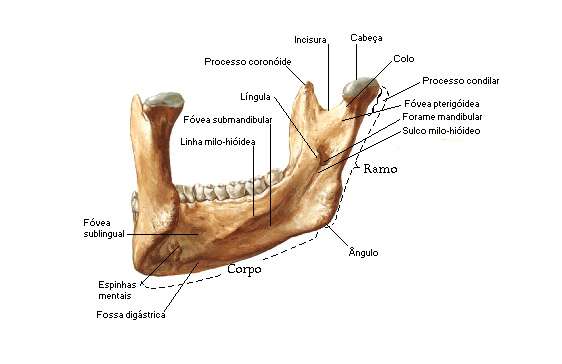 Incisura
Cabeça
Processo coronóide
Colo
Processo condilar
Língula
Fóvea pterigóidea
Forame mandibular
Fóvea submandibular
Sulco milo-hióideo
Linha milo-hióidea
Ramo
Fóvea
sublingual
Ângulo
Corpo
Espinhas
mentais
Fossa digástrica